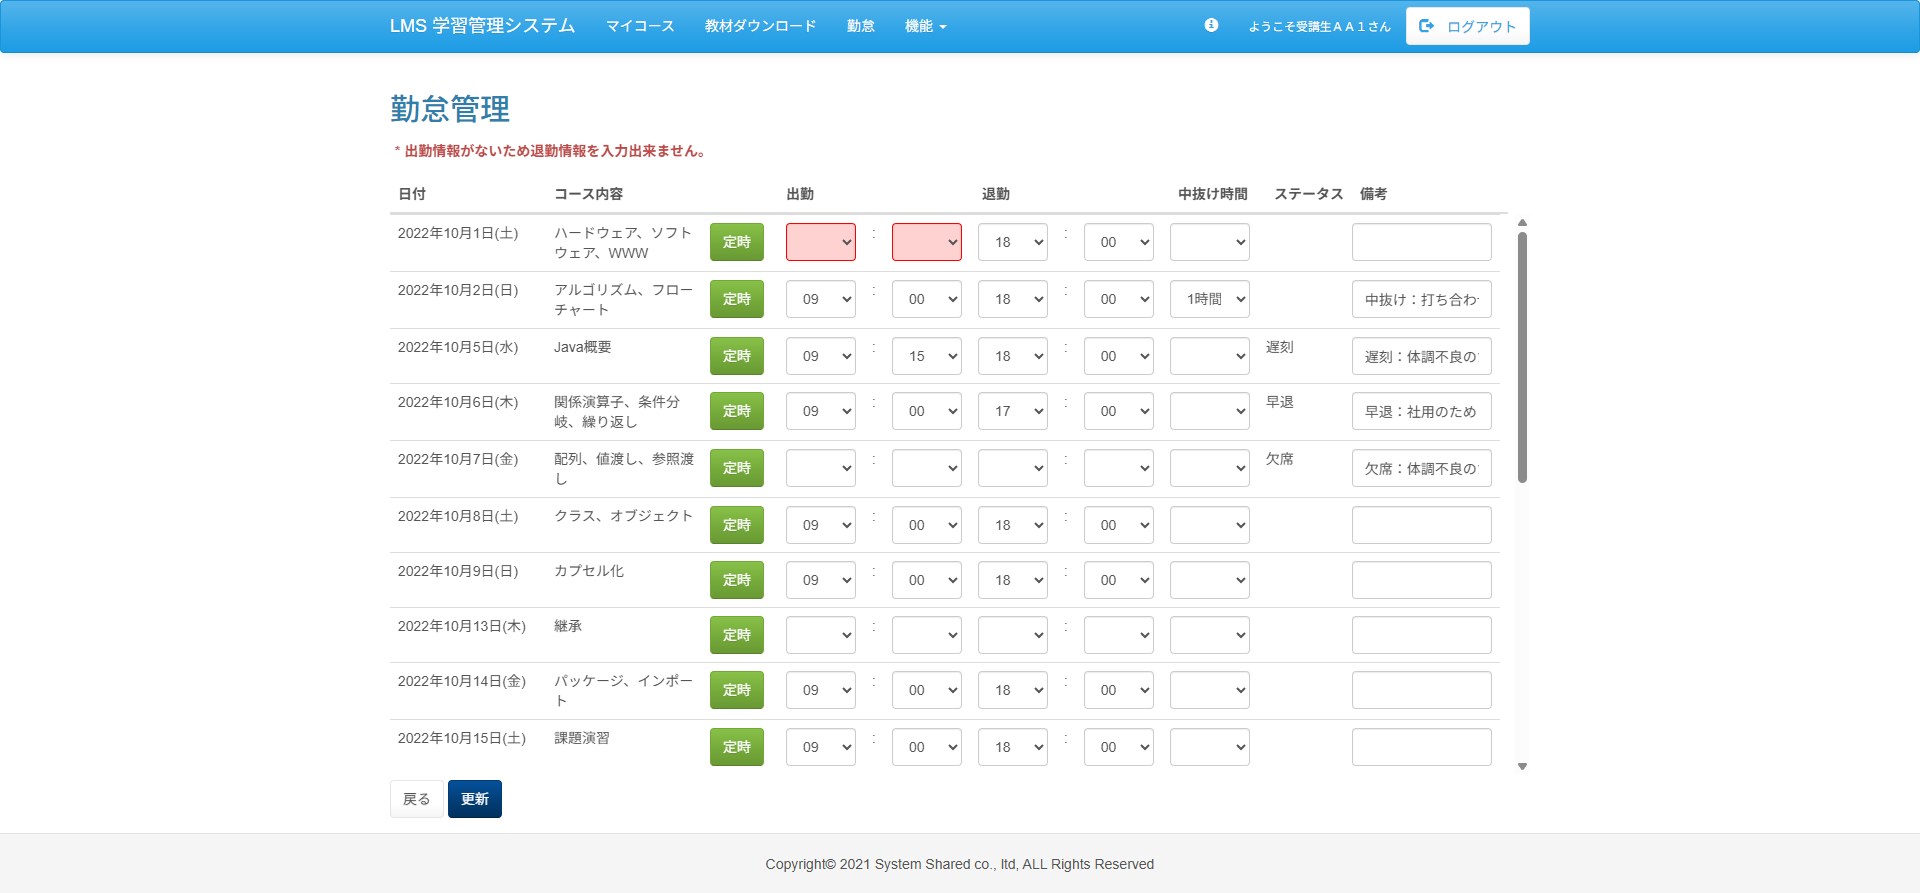 LMS 学習管理システム マイコース 教材ダウンロード 勤怠 機能 ようこそ受講生ＡＡ１さん ログアウト
勤怠管理
* 出勤情報がないため退勤情報を入力出来ません。
日付 コース内容 出勤 退勤 中抜け時間 ステータス 備考
2022年10月1日(土) ハードウェア、ソフト 定時 : 18 : 00
ウェア、WWW
2022年10月2日(日) アルゴリズム、フロー 定時 09 : 00 18 : 00 1時間 中抜け：打ち合わ
チャート
2022年10月5日(水) Java概要 定時 09 : 15 18 : 00 遅刻 遅刻：体調不良の
2022年10月6日(木) 関係演算子、条件分 定時 09 : 00 17 : 00 早退 早退：社用のため
岐、繰り返し
2022年10月7日(金) 配列、値渡し、参照渡 定時 : : 欠席 欠席：体調不良の
し
2022年10月8日(土) クラス、オブジェクト 定時 09 : 00 18 : 00
2022年10月9日(日) カプセル化 定時 09 : 00 18 : 00
2022年10月13日(木) 継承 定時 : :
2022年10月14日(金) パッケージ、インポー 定時 09 : 00 18 : 00
ト
2022年10月15日(土) 課題演習 定時 09 : 00 18 : 00
戻る 更新
Copyright© 2021 System Shared co., ltd, ALL Rights Reserved